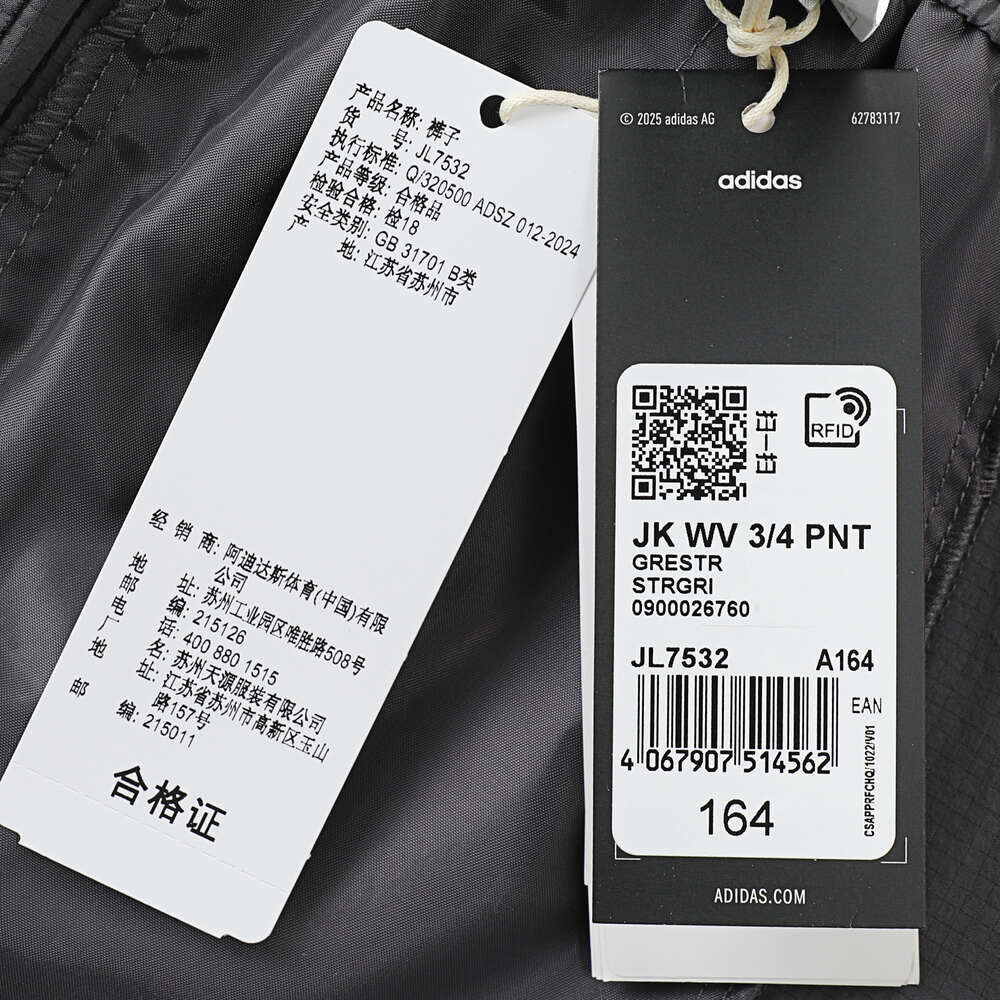 产品名称: 裤子
货 号: JL7532
执行标准: Q/320500 ADSZ 012-2024
产品等级: 合格品
检验合格: 检18
安全类别: GB 31701 B类
产 地: 江苏省苏州市
经 销 商: 阿迪达斯体育(中国)有限
公司
地 址: 苏州工业园区唯胜路508号
邮 编: 215126
电 话: 400 880 1515
厂 名: 苏州天源服装有限公司
地 址: 江苏省苏州市高新区玉山
路157号
邮 编: 215011
合格证
© 2025 adidas AG
62783117
adidas
扫一扫
RFID
JK WV 3/4 PNT
GRESTR
STRGRI
0900026760
JL7532 A164
EAN
4 067907 514562
164
CSAPPRFCHQ/1022/V01
ADIDAS.COM